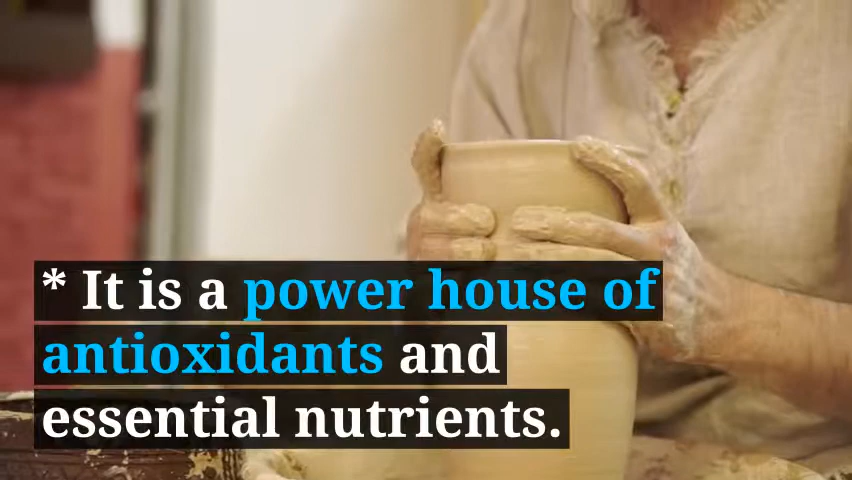 * It is a power house of
antioxidants and
essential nutrients.